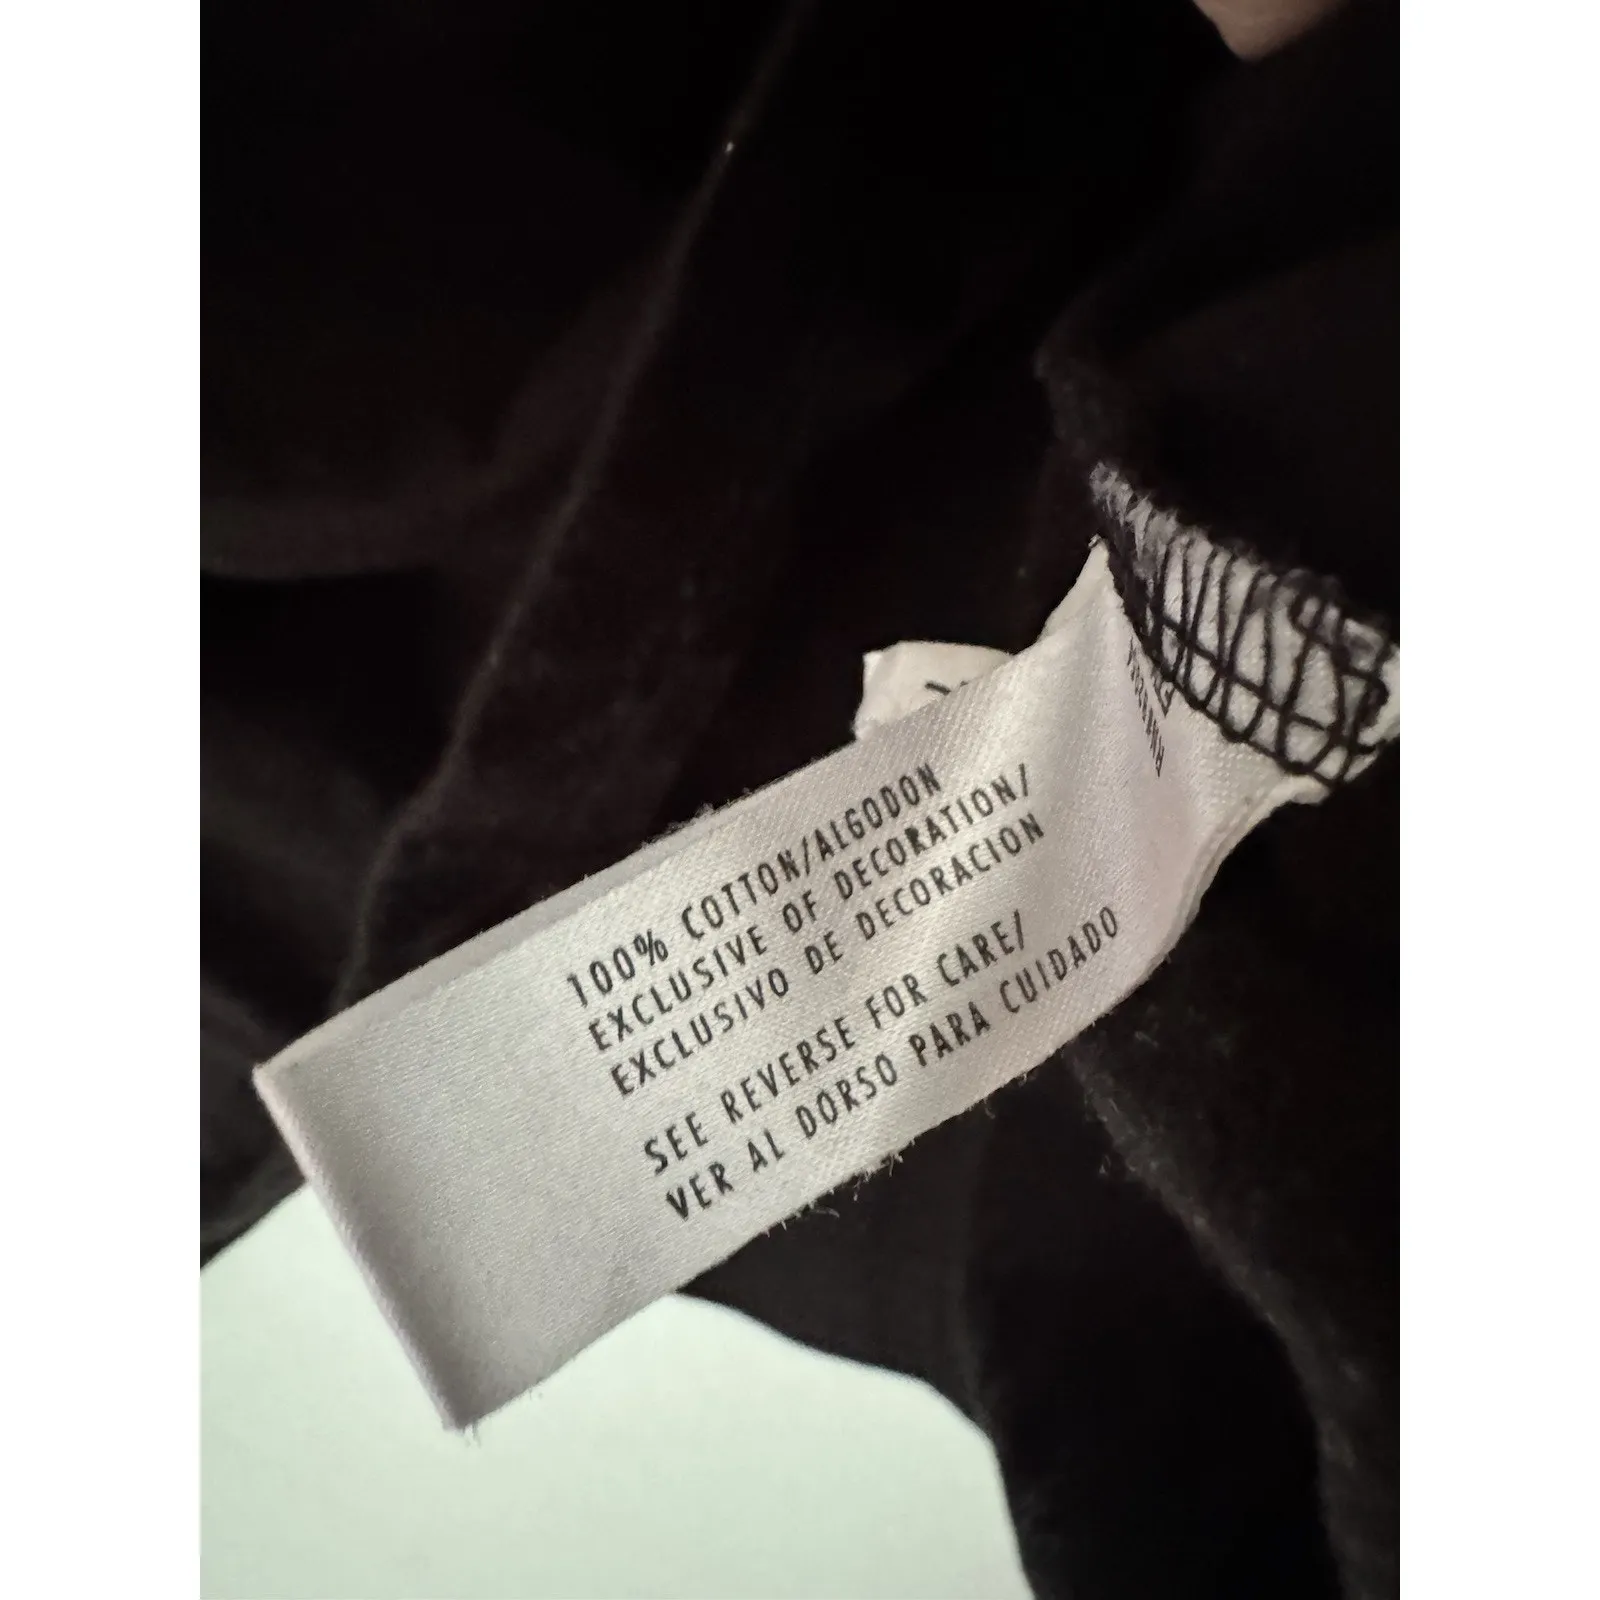 100% COTTON/ALGODON
EXCLUSIVE OF DECORATION/
EXCLUSIVO DE DECORACION
SEE REVERSE FOR CARE/
VER AL DORSO PARA CUIDADO